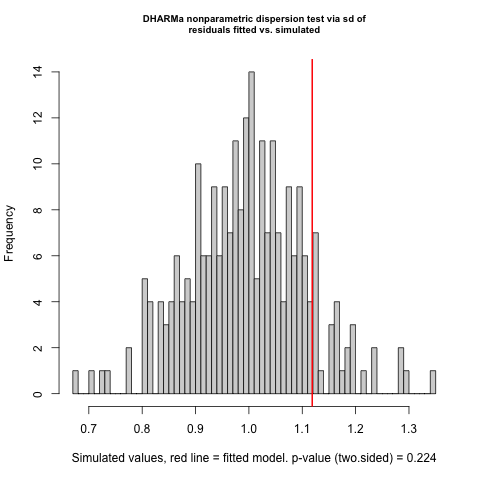 DHARMa nonparametric dispersion test via sd of
residuals fitted vs. simulated
Frequency
14
12
10
8
6
4
2
0
0.7 0.8 0.9 1.0 1.1 1.2 1.3
Simulated values, red line = fitted model. p-value (two.sided) = 0.224